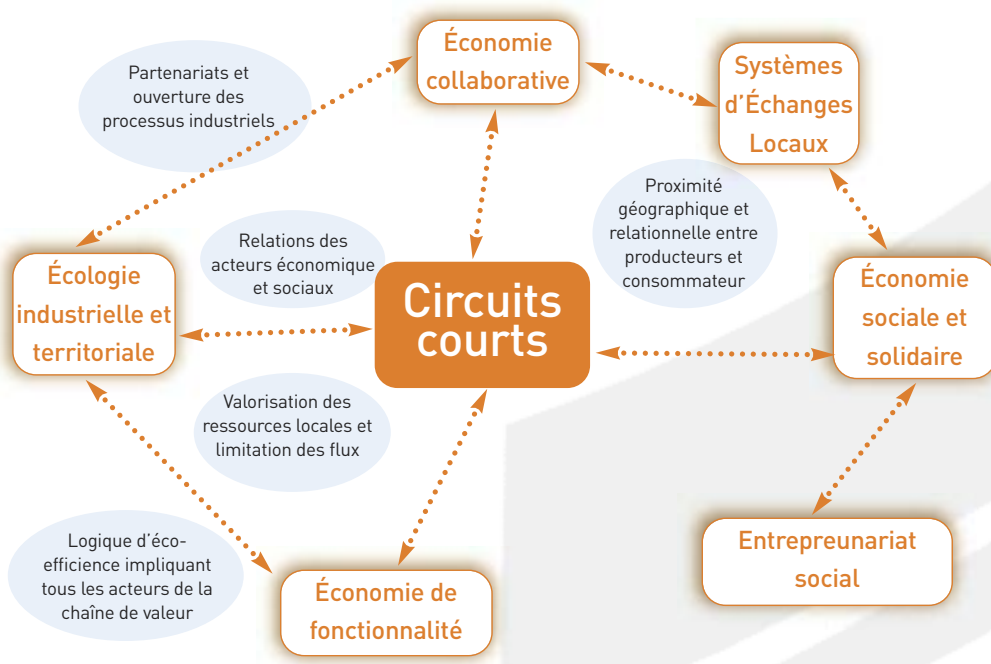 Économie
collaborative
Systèmes
d'Échanges
Locaux
Partenariats et
ouverture des
processus industriels
Proximité
géographique et
relationnelle entre
producteurs et
consommateur
Relations des
acteurs économique
et sociaux
Écologie
industrielle et
territoriale
Circuits
courts
Économie
sociale et
solidaire
Valorisation des
ressources locales et
limitation des flux
Logique d'éco-
efficience impliquant
tous les acteurs de la
chaîne de valeur
Économie de
fonctionnalité
Entrepreunariat
social